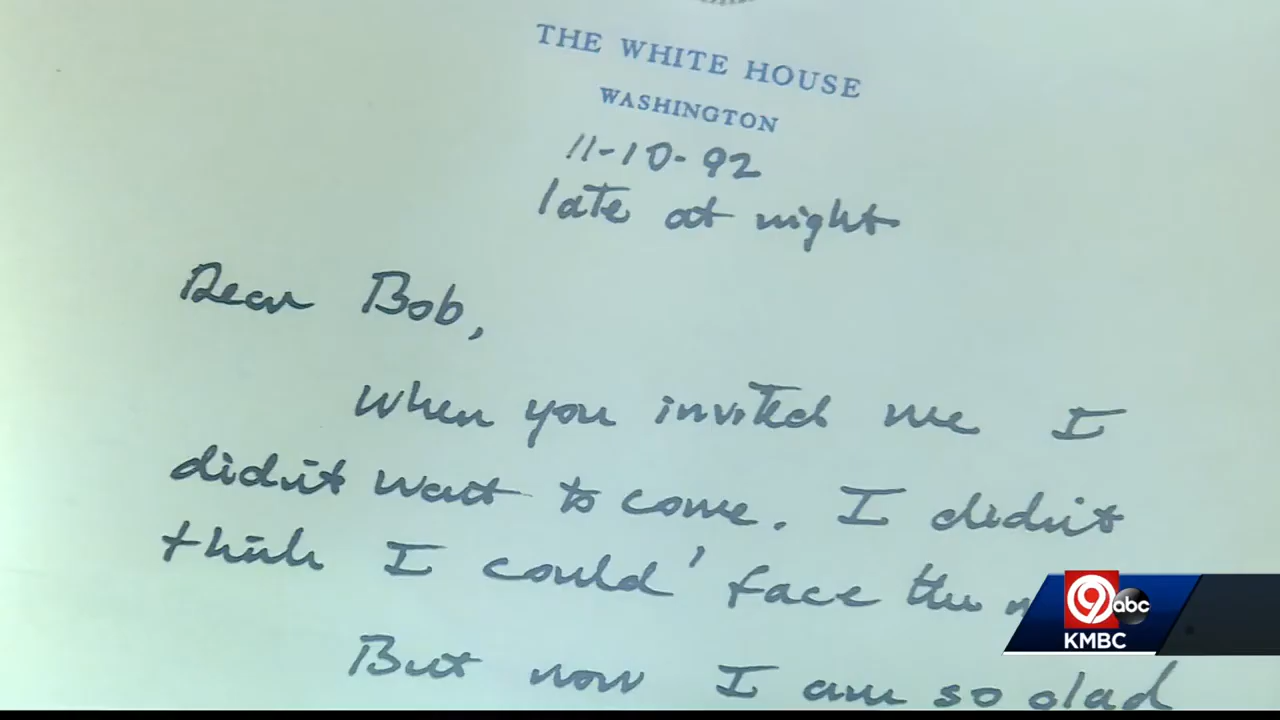 THE WHITE HOUSE
WASHINGTON
11-10-92
late at night
Dear Bob,
When you invited me I
didn't want to come. I didn't
think I could' face the
But now I am so glad
9 abc
KMBC